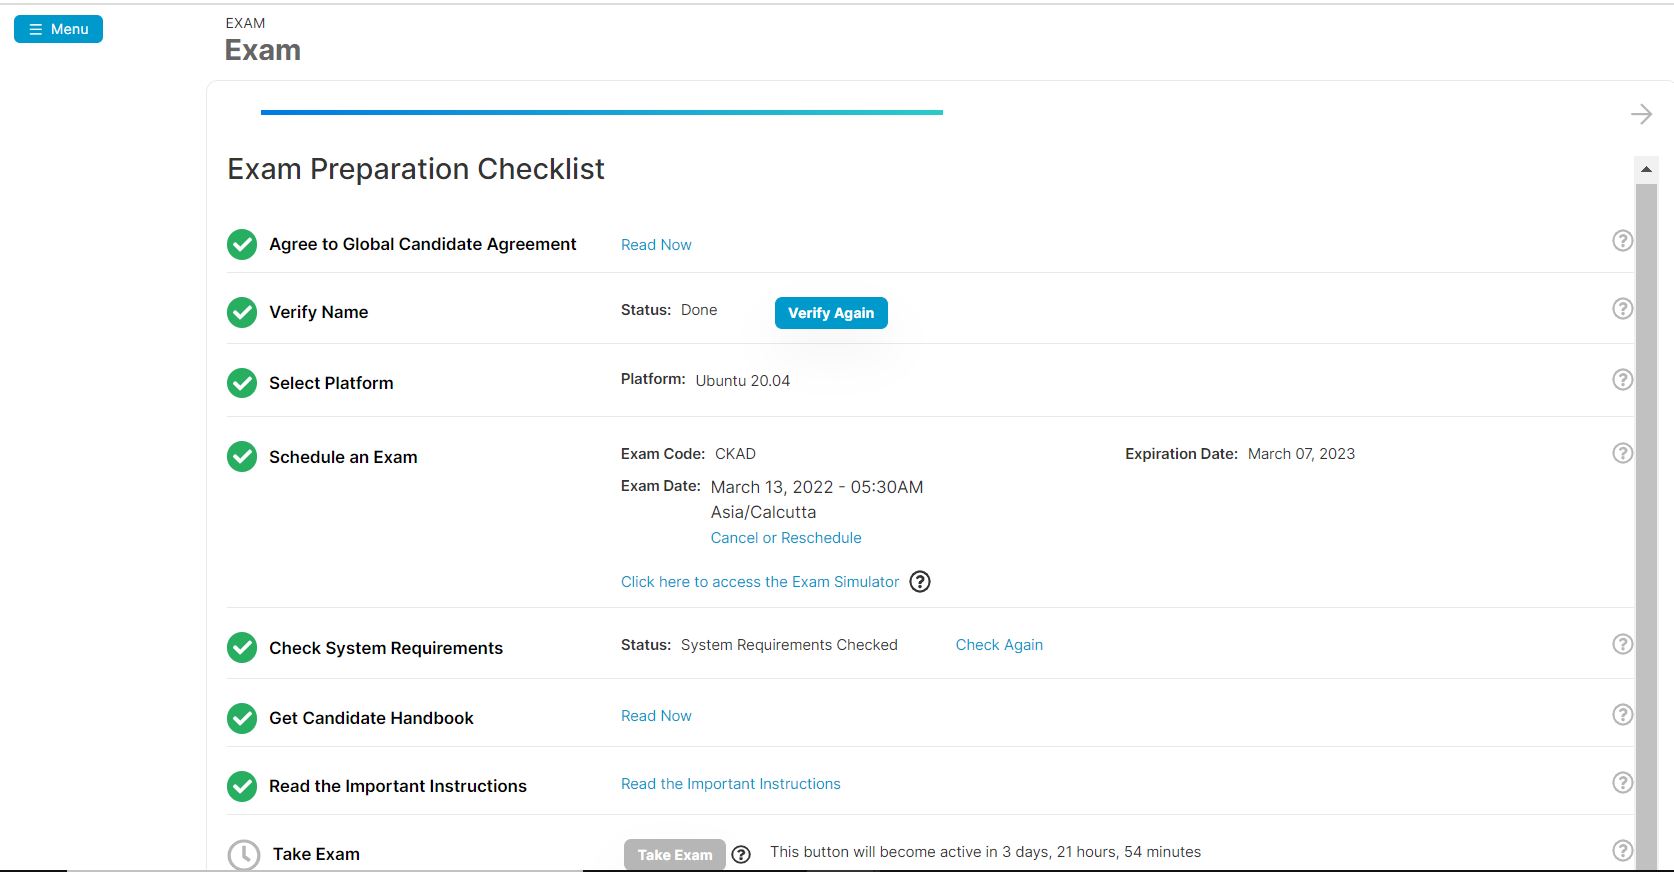 Menu
EXAM
Exam
Exam Preparation Checklist
Agree to Global Candidate Agreement Read Now
Verify Name Status: Done Verify Again
Select Platform Platform: Ubuntu 20.04
Schedule an Exam Exam Code: CKAD Expiration Date: March 07, 2023
Exam Date: March 13, 2022 - 05:30AM
Asia/Calcutta
Cancel or Reschedule
Click here to access the Exam Simulator
Check System Requirements Status: System Requirements Checked Check Again
Get Candidate Handbook Read Now
Read the Important Instructions Read the Important Instructions
Take Exam Take Exam This button will become active in 3 days, 21 hours, 54 minutes